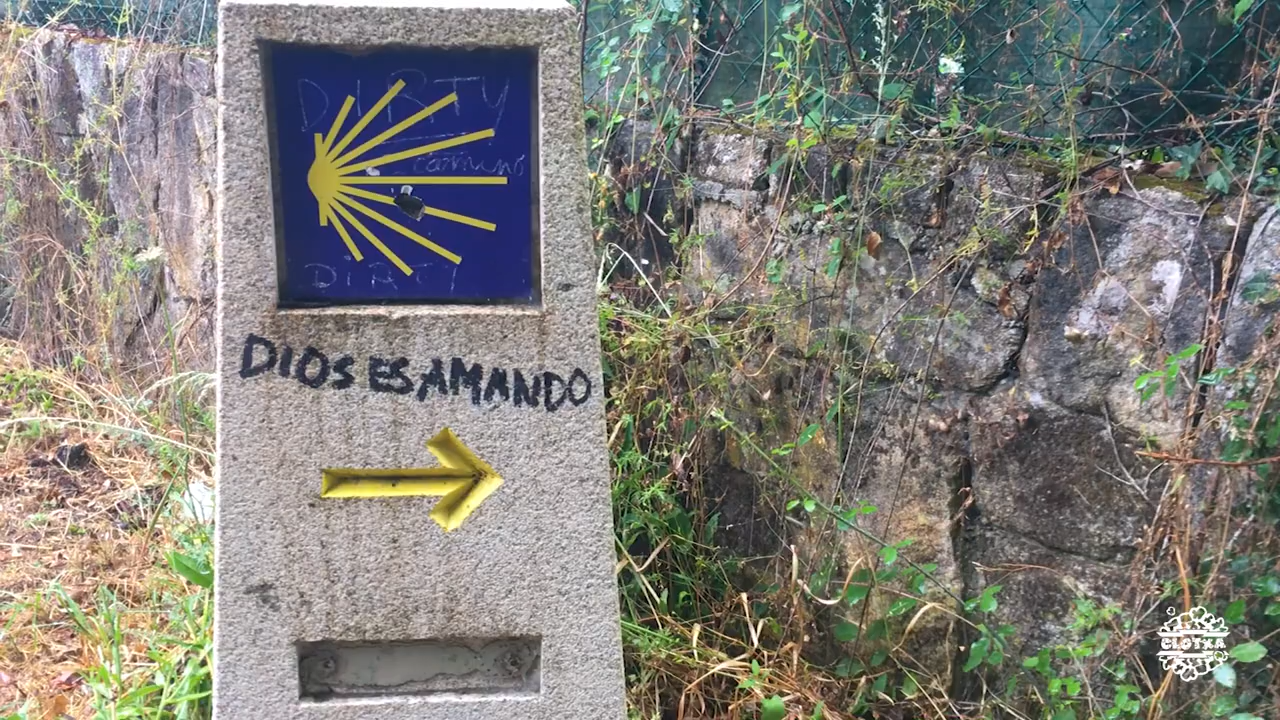 DIRTY
camino
DIRTY
DIOS ES AMANDO
CLOTXA